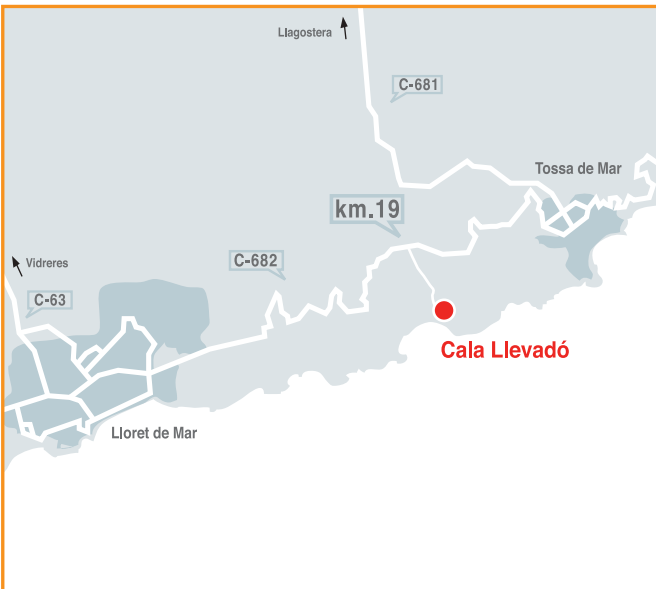 Llagostera
C-681
Tossa de Mar
km.19
C-682
Vidreres
C-63
Cala Llevadó
Lloret de Mar